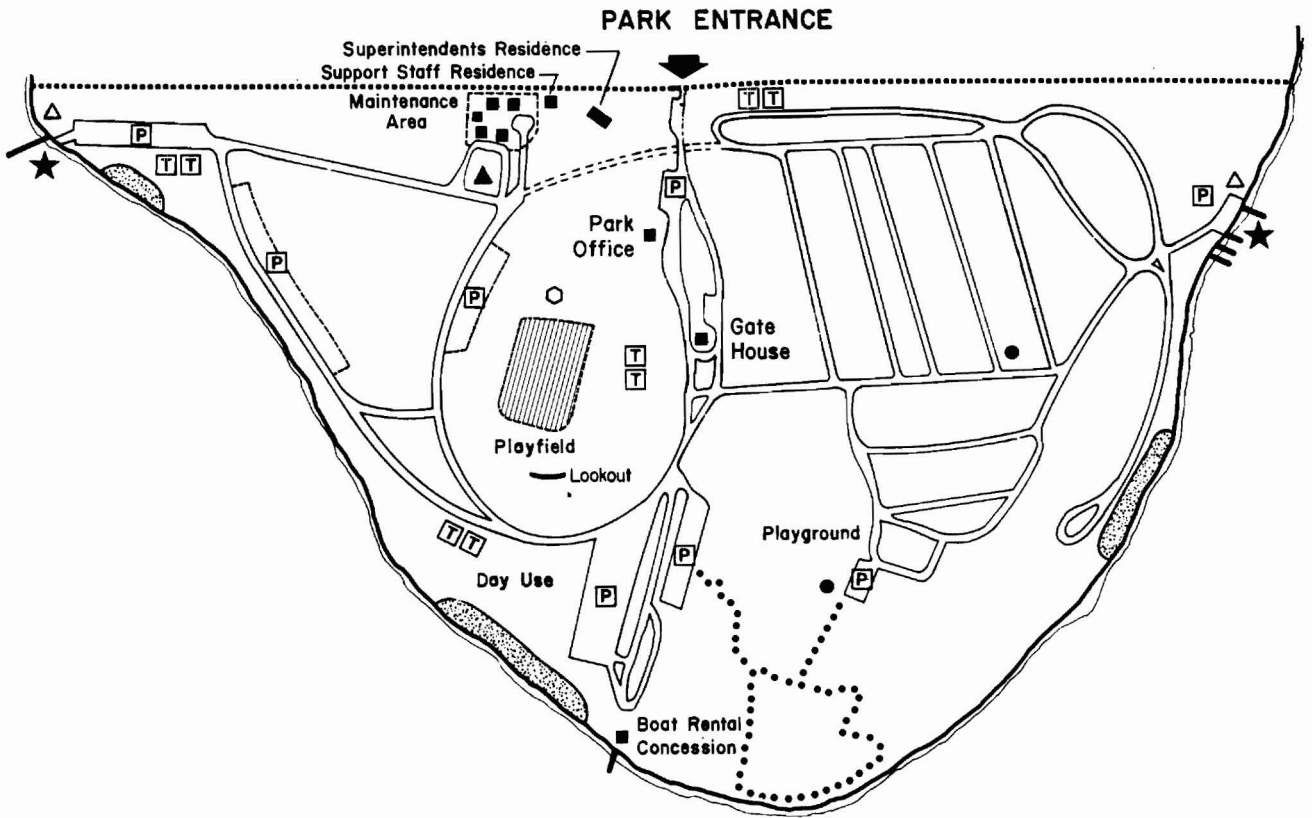 PARK ENTRANCE
Superintendents Residence
Support Staff Residence
Maintenance
Area
T T
P
T T
P
P
P
Park
Office
P
P
Gate
House
T
T
Playfield
Lookout
Playground
T T
P
P
Day Use
P
Boat Rental
Concession